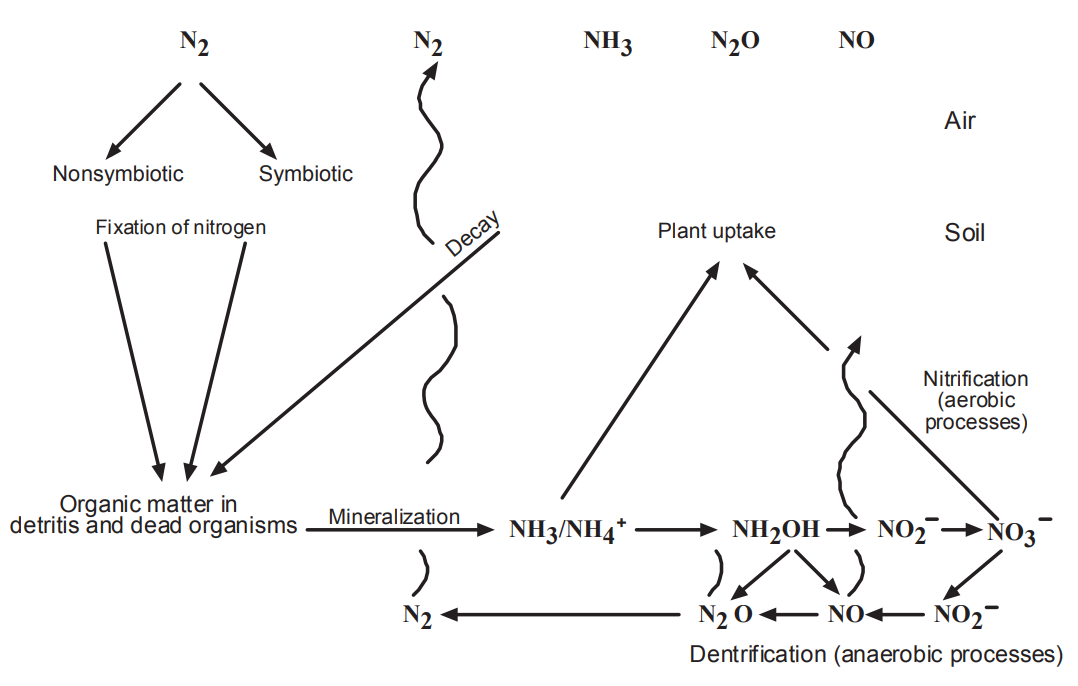 N2 N2 NH3 N2O NO
Air
Nonsymbiotic Symbiotic
Fixation of nitrogen
Decay
Plant uptake
Soil
Nitrification
(aerobic
processes)
Organic matter in
detritis and dead organisms
Mineralization
NH3/NH4+ NH2OH NO2− NO3−
N2 N2 O NO NO2−
Dentrification (anaerobic processes)